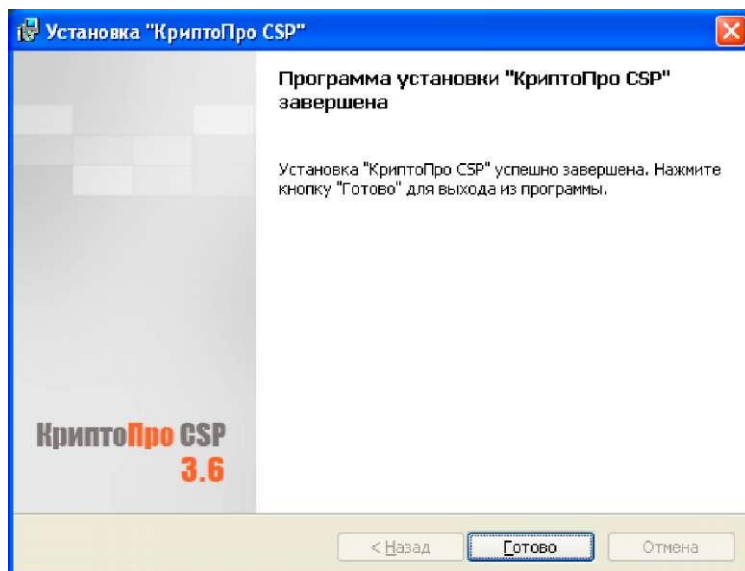 Установка "КриптоПро CSP"
Программа установки "КриптоПро CSP"
завершена
Установка "КриптоПро CSP" успешно завершена. Нажмите
кнопку "Готово" для выхода из программы.
КриптоПро CSP
3.6
< Назад
Готово
Отмена